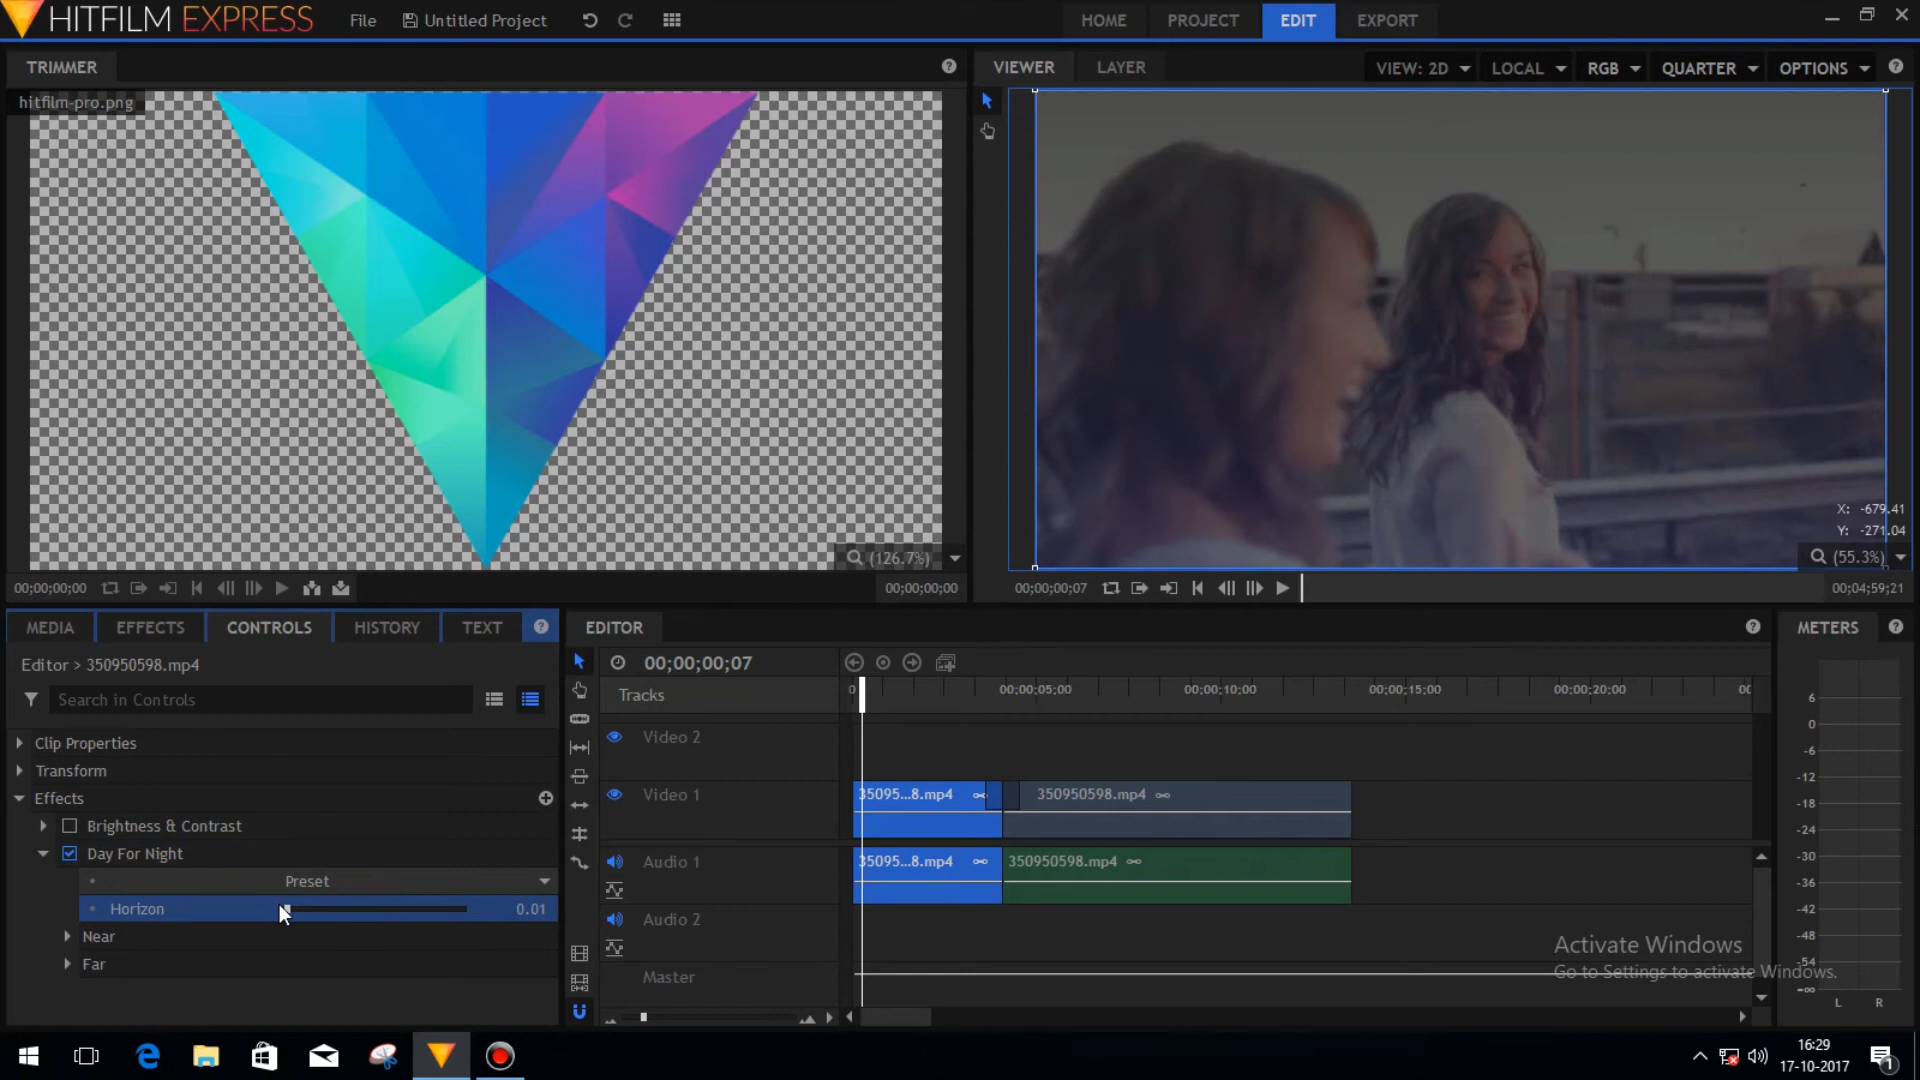 HITFILM EXPRESS
File
Untitled Project
HOME
PROJECT
EDIT
EXPORT
TRIMMER
hitfilm-pro.png
(126.7%)
00;00;00;00
00;00;00;00
VIEWER
LAYER
VIEW: 2D
LOCAL
RGB
QUARTER
OPTIONS
X: -679.41
Y: -271.04
(55.3%)
00;00;00;07
00;04;59;21
MEDIA
EFFECTS
CONTROLS
HISTORY
TEXT
Editor > 350950598.mp4
Search in Controls
Clip Properties
Transform
Effects
Brightness & Contrast
Day For Night
Preset
Horizon
0.01
Near
Far
EDITOR
00;00;00;07
Tracks
0
00;00;05;00
00;00;10;00
00;00;15;00
00;00;20;00
00
Video 2
Video 1
35095...8.mp4
350950598.mp4
Audio 1
35095...8.mp4
350950598.mp4
Audio 2
Master
METERS
6
0
-6
-12
-18
-24
-30
-36
-42
-48
-54
-∞
L R
Activate Windows
Go to Settings to activate Windows.
16:29
17-10-2017
1